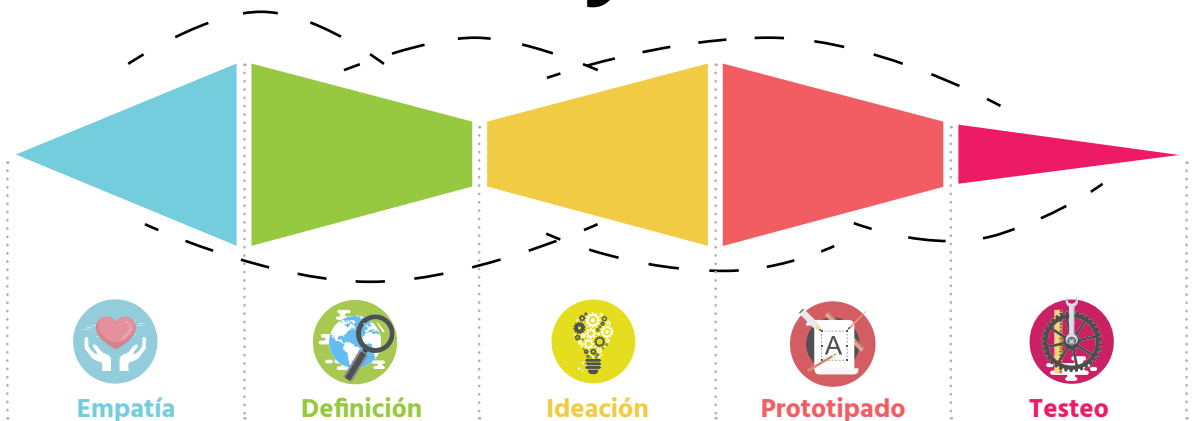 Empatía
Definición
Ideación
Prototipado
Testeo
A